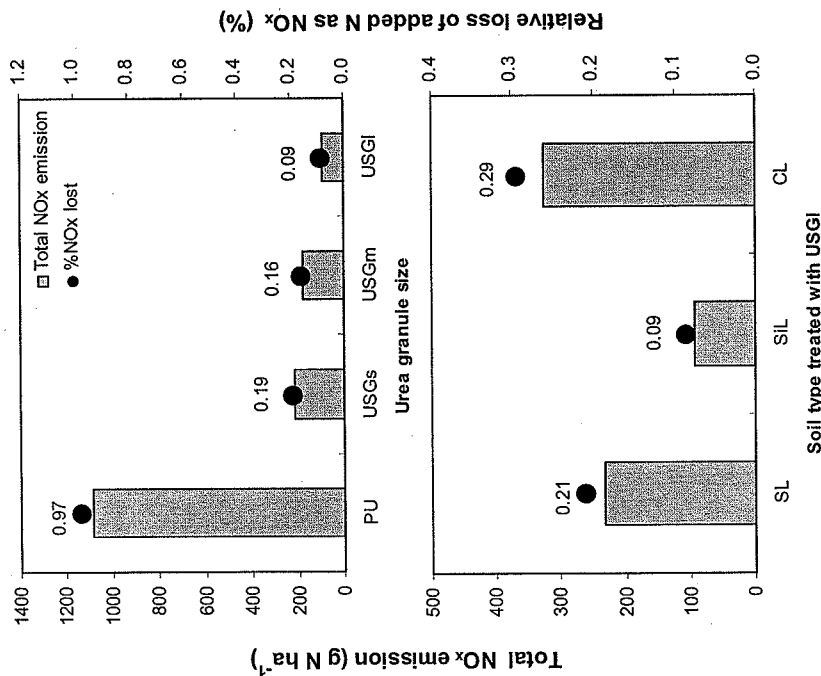 Total NOx emission (g N ha-1)
Relative loss of added N as NOx (%)
1400
1200
1000
800
600
400
200
0
1.2
1.0
0.8
0.6
0.4
0.2
0.0
Total NOx emission
%NOx lost
0.97
0.19
0.16
0.09
PU
USGs
USGm
USGl
Urea granule size
500
400
300
200
100
0
0.4
0.3
0.2
0.1
0.0
0.21
0.09
0.29
SL
SiL
CL
Soil type treated with USGl